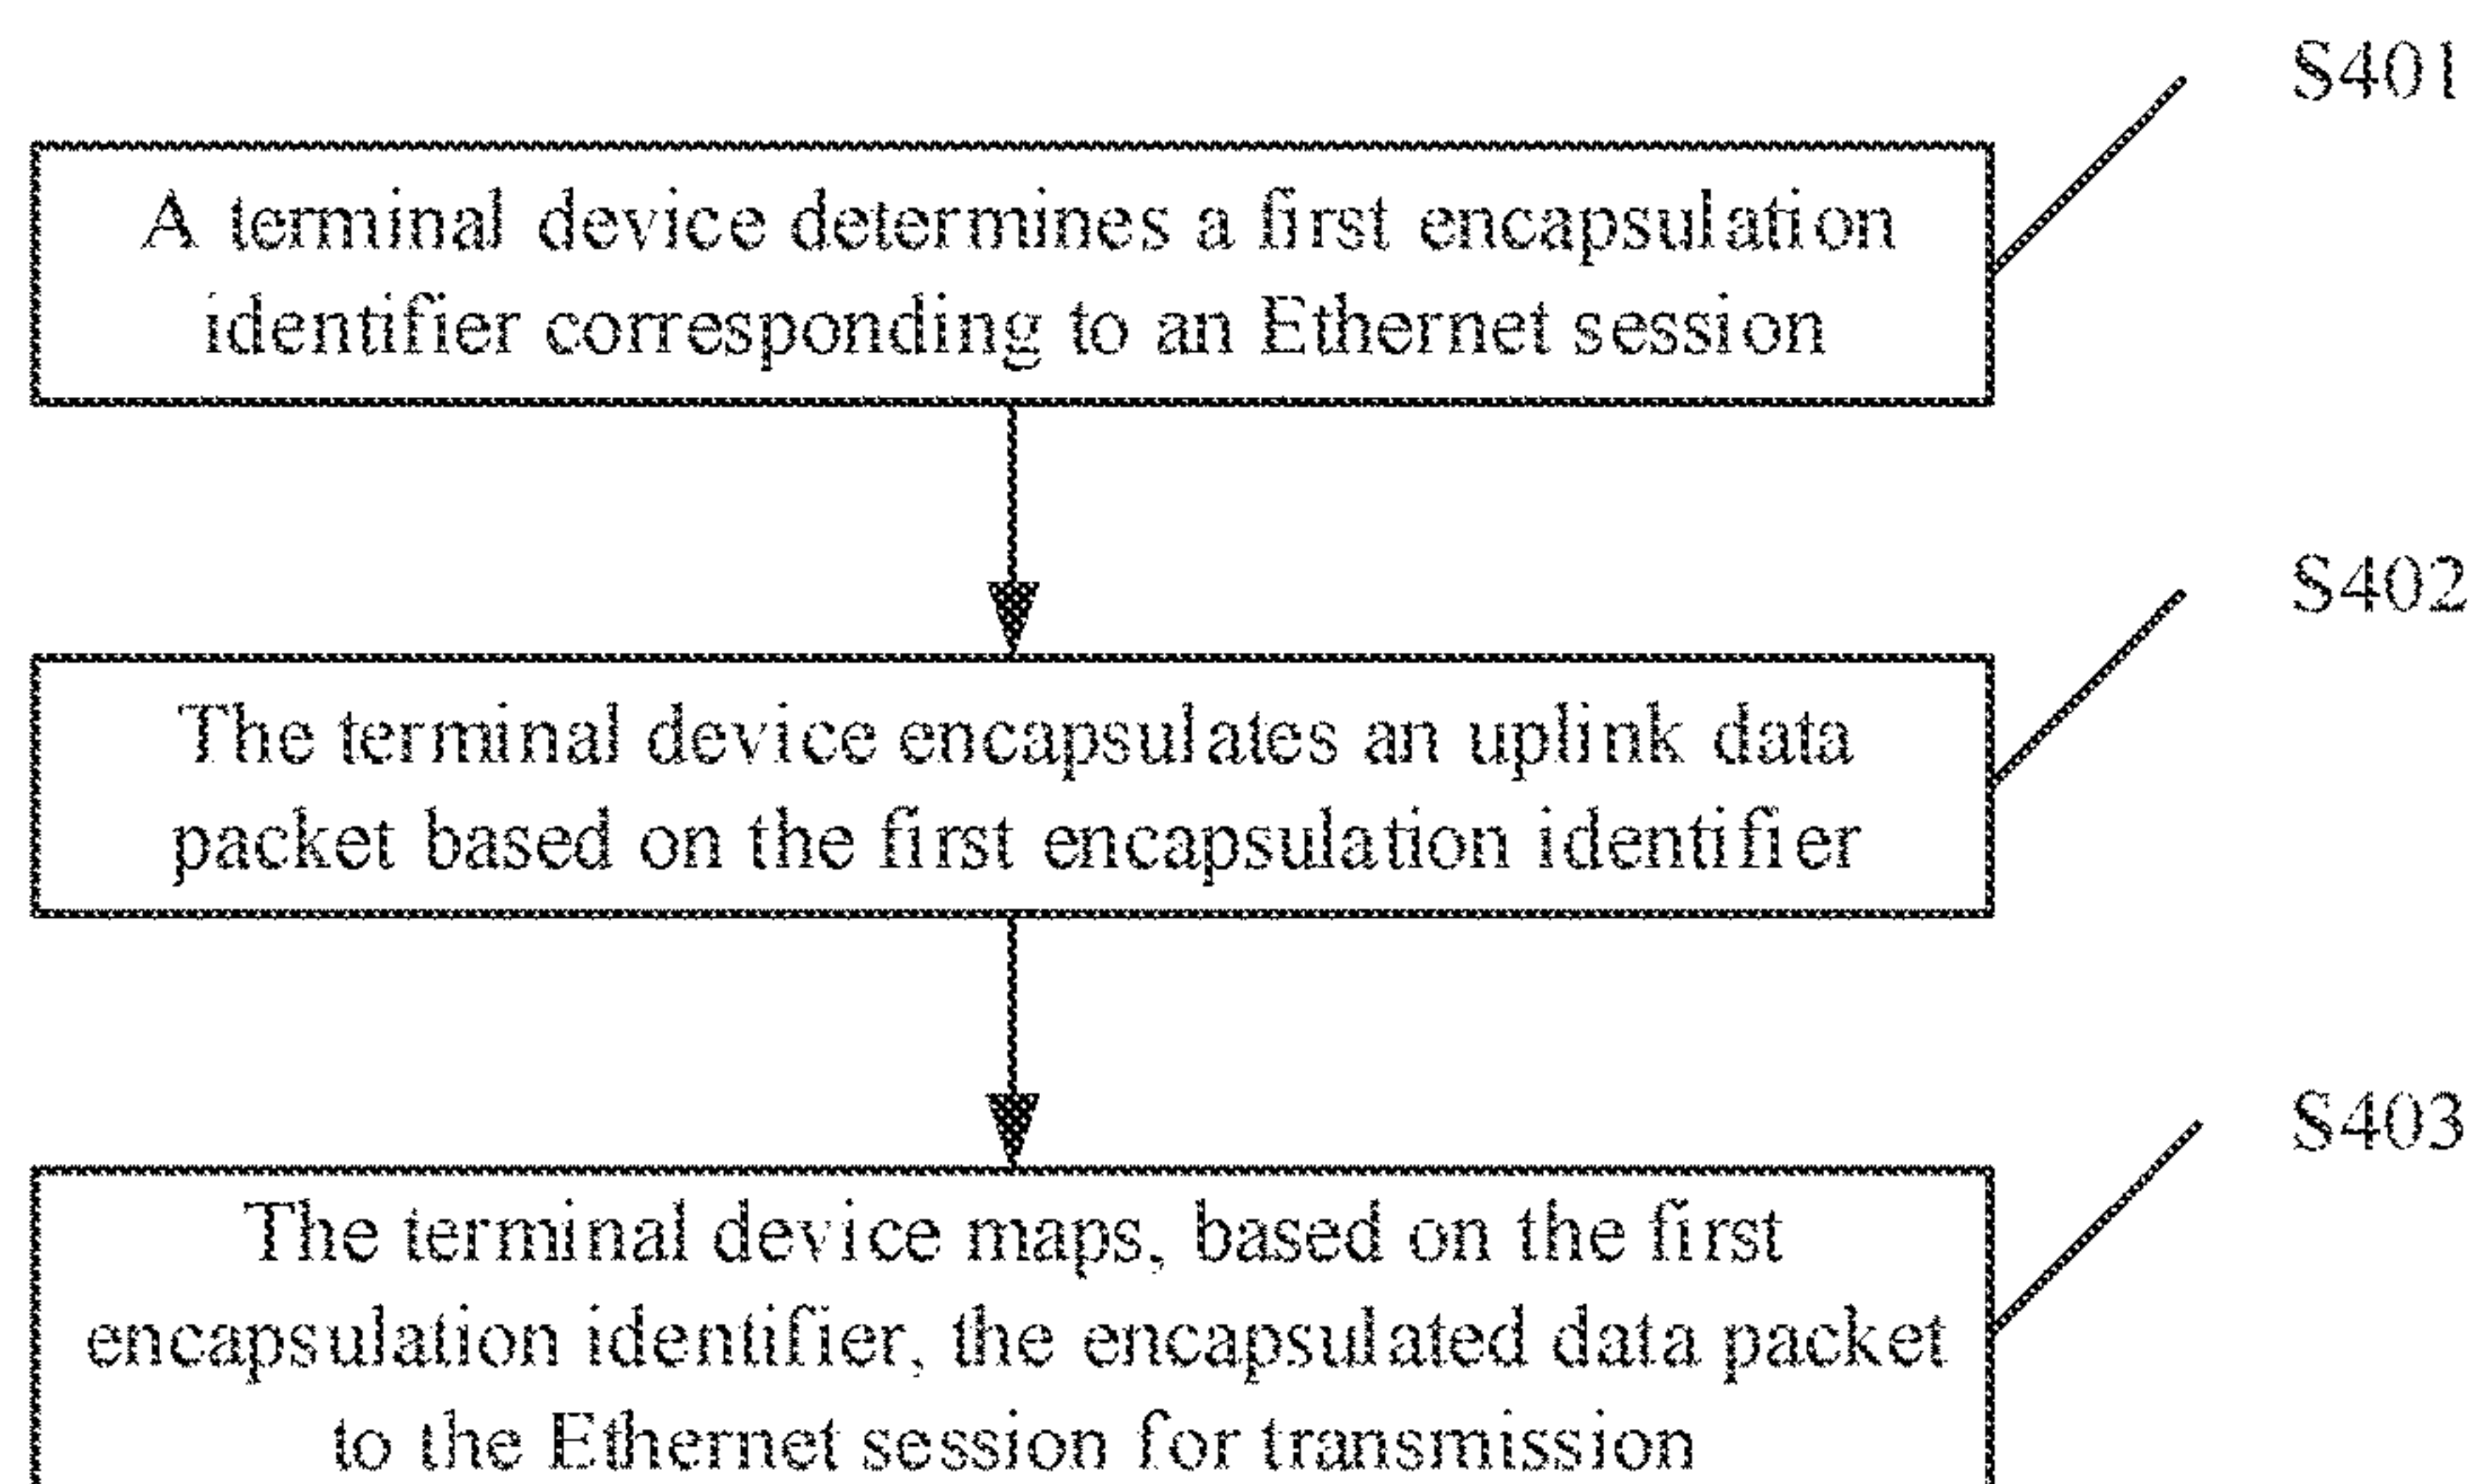 S401
A terminal device determines a first encapsulation
identifier corresponding to an Ethernet session
S402
The terminal device encapsulates an uplink data
packet based on the first encapsulation identifier
S403
The terminal device maps, based on the first
encapsulation identifier, the encapsulated data packet
to the Ethernet session for transmission